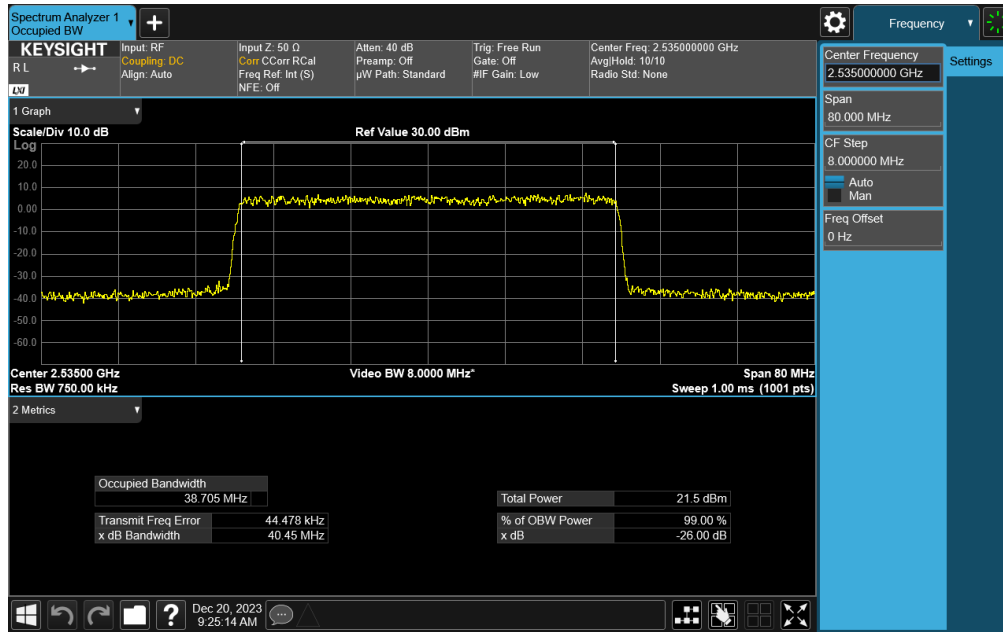 Spectrum Analyzer 1
Occupied BW
Frequency
KEYSIGHT
RL
LXI
Input: RF
Coupling: DC
Align: Auto
Input Z: 50 Ω
Corr CCorr RCal
Freq Ref: Int (S)
NFE: Off
Atten: 40 dB
Preamp: Off
µW Path: Standard
Trig: Free Run
Gate: Off
#IF Gain: Low
Center Freq: 2.535000000 GHz
Avg|Hold: 10/10
Radio Std: None
Center Frequency
2.535000000 GHz
Settings
Span
80.000 MHz
CF Step
8.000000 MHz
Auto
Man
Freq Offset
0 Hz
1 Graph
Scale/Div 10.0 dB
Ref Value 30.00 dBm
Log
20.0
10.0
0.00
-10.0
-20.0
-30.0
-40.0
-50.0
-60.0
Center 2.53500 GHz
Video BW 8.0000 MHz*
Span 80 MHz
Res BW 750.00 kHz
Sweep 1.00 ms (1001 pts)
2 Metrics
Occupied Bandwidth
38.705 MHz
Total Power 21.5 dBm
Transmit Freq Error 44.478 kHz
% of OBW Power 99.00 %
x dB Bandwidth 40.45 MHz
x dB -26.00 dB
?
Dec 20, 2023
9:25:14 AM